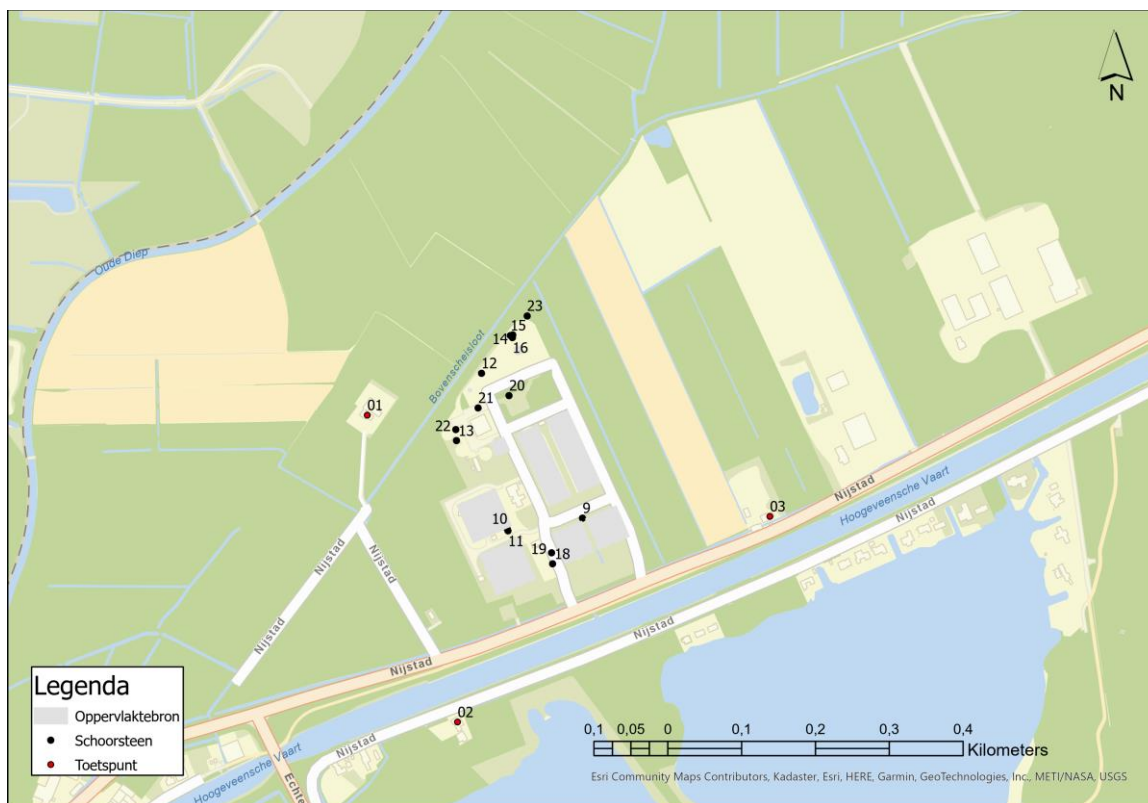 N
Oude Diep
Bovenscheisloot
23
15
14
16
12
20
21
01
22
13
9
10
11
19
18
03
Nijstad
Hoogeveensche Vaart
Nijstad
Nijstad
Nijstad
Nijstad
Nijstad
Nijstad
02
Nijstad
Hoogeveensche Vaart
Echte
Legenda
Oppervlaktebron
Schoorsteen
Toetspunt
0,1 0,05 0 0,1 0,2 0,3 0,4
Kilometers
Esri Community Maps Contributors, Kadaster, Esri, HERE, Garmin, GeoTechnologies, Inc., METI/NASA, USGS